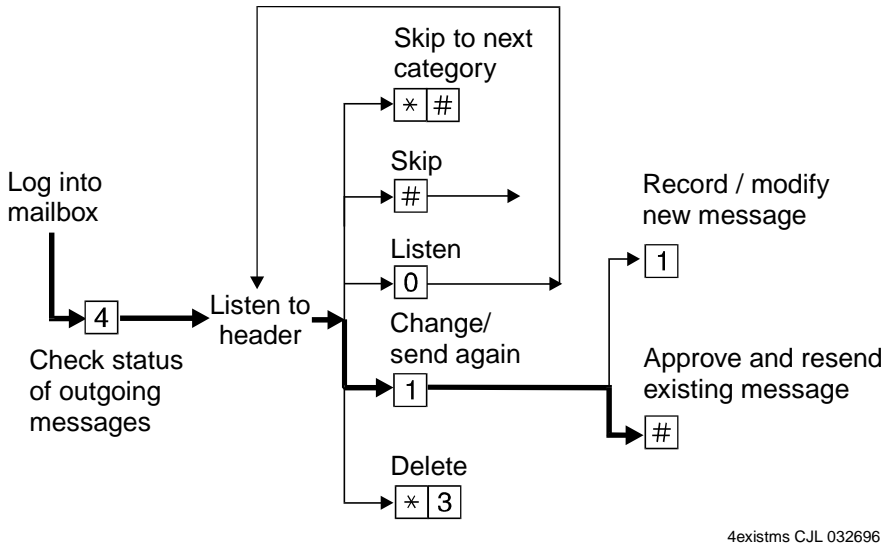 Skip to next
category
* #
Skip
#
Log into
mailbox
Record / modify
new message
1
Listen
0
4
Listen to
header
Change/
send again
1
Check status
of outgoing
messages
Approve and resend
existing message
#
Delete
* 3
4existms CJL 032696